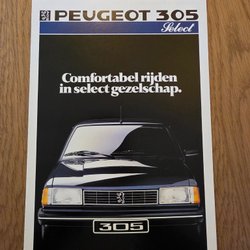 PEUGEOT 305
Select
Comfortabel rijden
in select gezelschap.
305